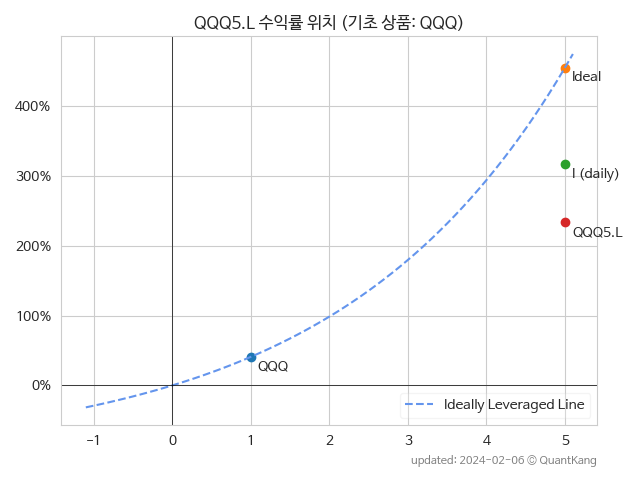 QQQ5.L 수익률 위치 (기초 상품: QQQ)
Ideal
400%
I (daily)
300%
QQQ5.L
200%
100%
QQQ
0%
Ideally Leveraged Line
−1 0 1 2 3 4 5
updated: 2024-02-06 © QuantKang